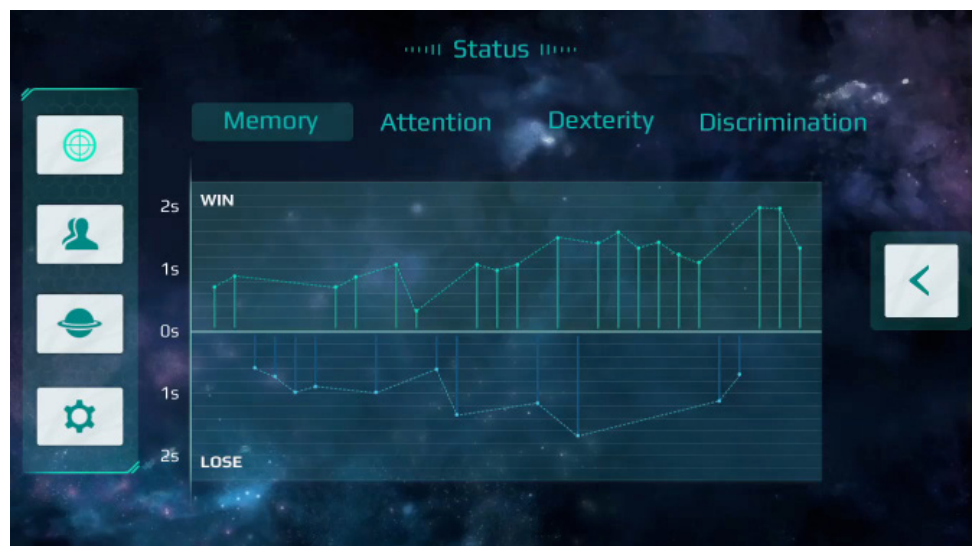 Status
Memory Attention Dexterity Discrimination
WIN
2s
1s
0s
1s
2s
LOSE